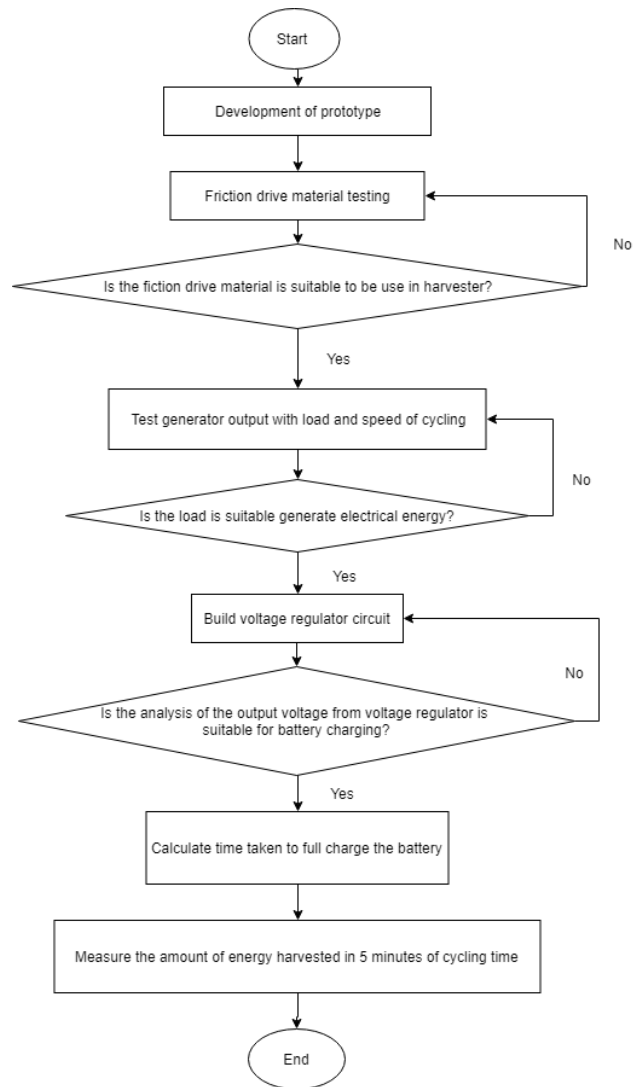 Start
Development of prototype
Friction drive material testing
No
Is the fiction drive material is suitable to be use in harvester?
Yes
Test generator output with load and speed of cycling
No
Is the load is suitable generate electrical energy?
Yes
Build voltage regulator circuit
No
Is the analysis of the output voltage from voltage regulator is
suitable for battery charging?
Yes
Calculate time taken to full charge the battery
Measure the amount of energy harvested in 5 minutes of cycling time
End